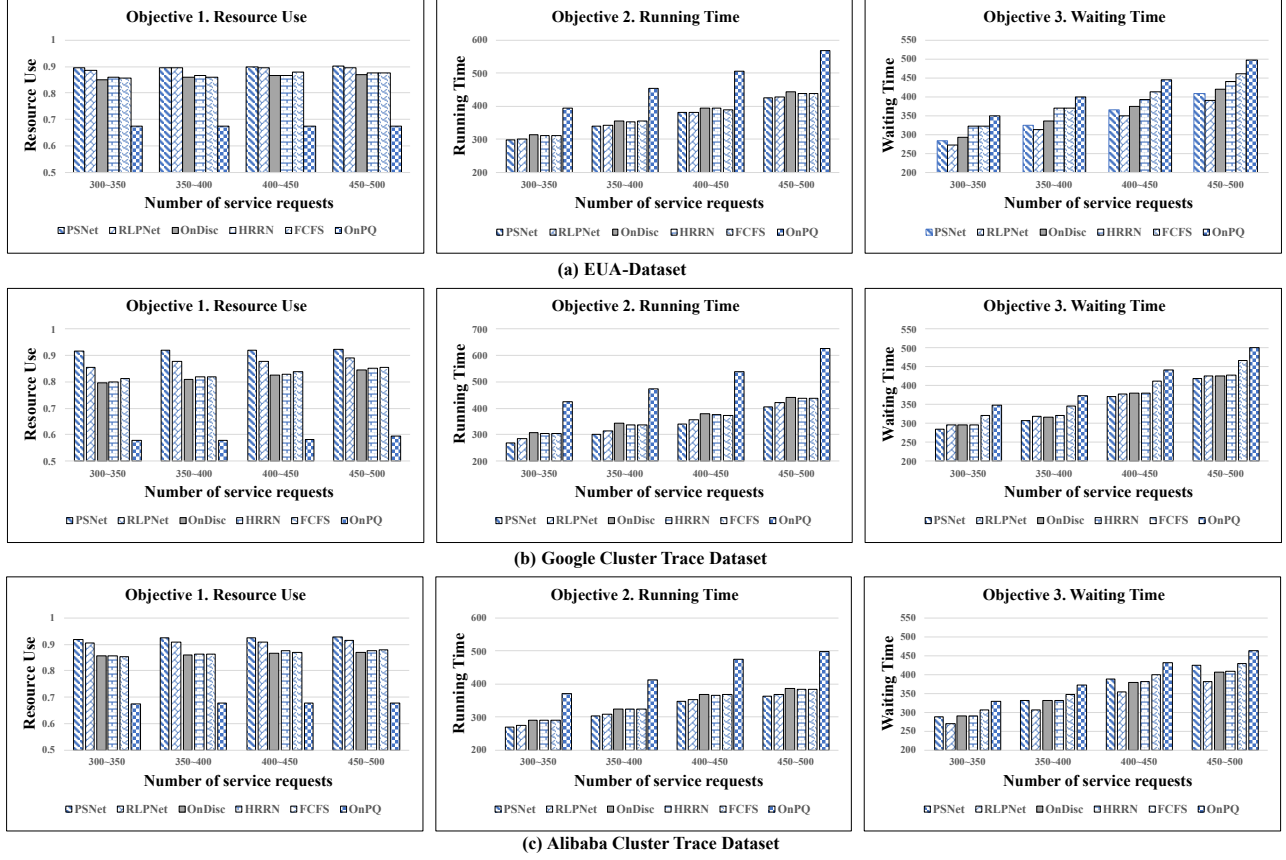 Objective 1. Resource Use
Resource Use
1
0.9
0.8
0.7
0.6
0.5
300–350
350–400
400–450
450–500
Number of service requests
PSNet RLPNet OnDisc HRRN FCFS OnPQ
Objective 2. Running Time
Running Time
600
500
400
300
200
300–350
350–400
400–450
450–500
Number of service requests
PSNet RLPNet OnDisc HRRN FCFS OnPQ
Objective 3. Waiting Time
Waiting Time
550
500
450
400
350
300
250
200
300–350
350–400
400–450
450–500
Number of service requests
PSNet RLPNet OnDisc HRRN FCFS OnPQ
(a) EUA-Dataset
Objective 1. Resource Use
Resource Use
1
0.9
0.8
0.7
0.6
0.5
300–350
350–400
400–450
450–500
Number of service requests
PSNet RLPNet OnDisc HRRN FCFS OnPQ
Objective 2. Running Time
Running Time
700
600
500
400
300
200
300–350
350–400
400–450
450–500
Number of service requests
PSNet RLPNet OnDisc HRRN FCFS OnPQ
Objective 3. Waiting Time
Waiting Time
550
500
450
400
350
300
250
200
300–350
350–400
400–450
450–500
Number of service requests
PSNet RLPNet OnDisc HRRN FCFS OnPQ
(b) Google Cluster Trace Dataset
Objective 1. Resource Use
Resource Use
1
0.9
0.8
0.7
0.6
0.5
300–350
350–400
400–450
450–500
Number of service requests
PSNet RLPNet OnDisc HRRN FCFS OnPQ
Objective 2. Running Time
Running Time
600
500
400
300
200
300–350
350–400
400–450
450–500
Number of service requests
PSNet RLPNet OnDisc HRRN FCFS OnPQ
Objective 3. Waiting Time
Waiting Time
550
500
450
400
350
300
250
200
300–350
350–400
400–450
450–500
Number of service requests
PSNet RLPNet OnDisc HRRN FCFS OnPQ
(c) Alibaba Cluster Trace Dataset